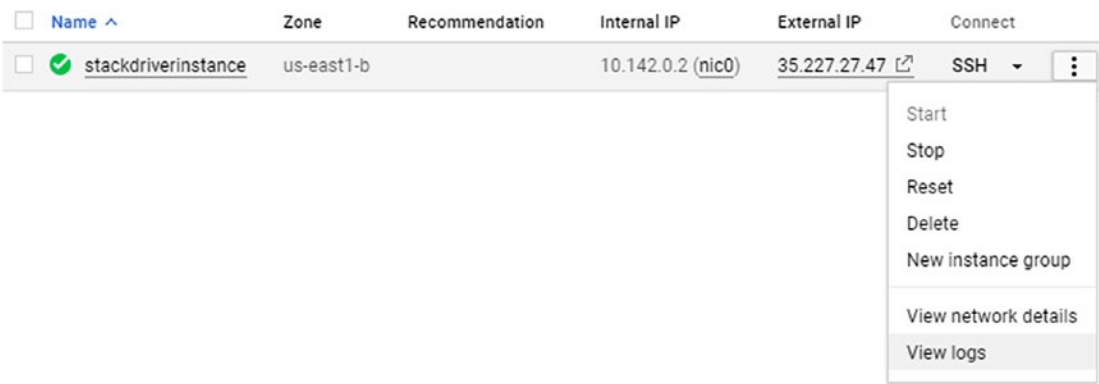 Name Zone Recommendation Internal IP External IP Connect
stackdriverinstance us-east1-b 10.142.0.2 (nic0) 35.227.27.47 SSH
Start
Stop
Reset
Delete
New instance group
View network details
View logs